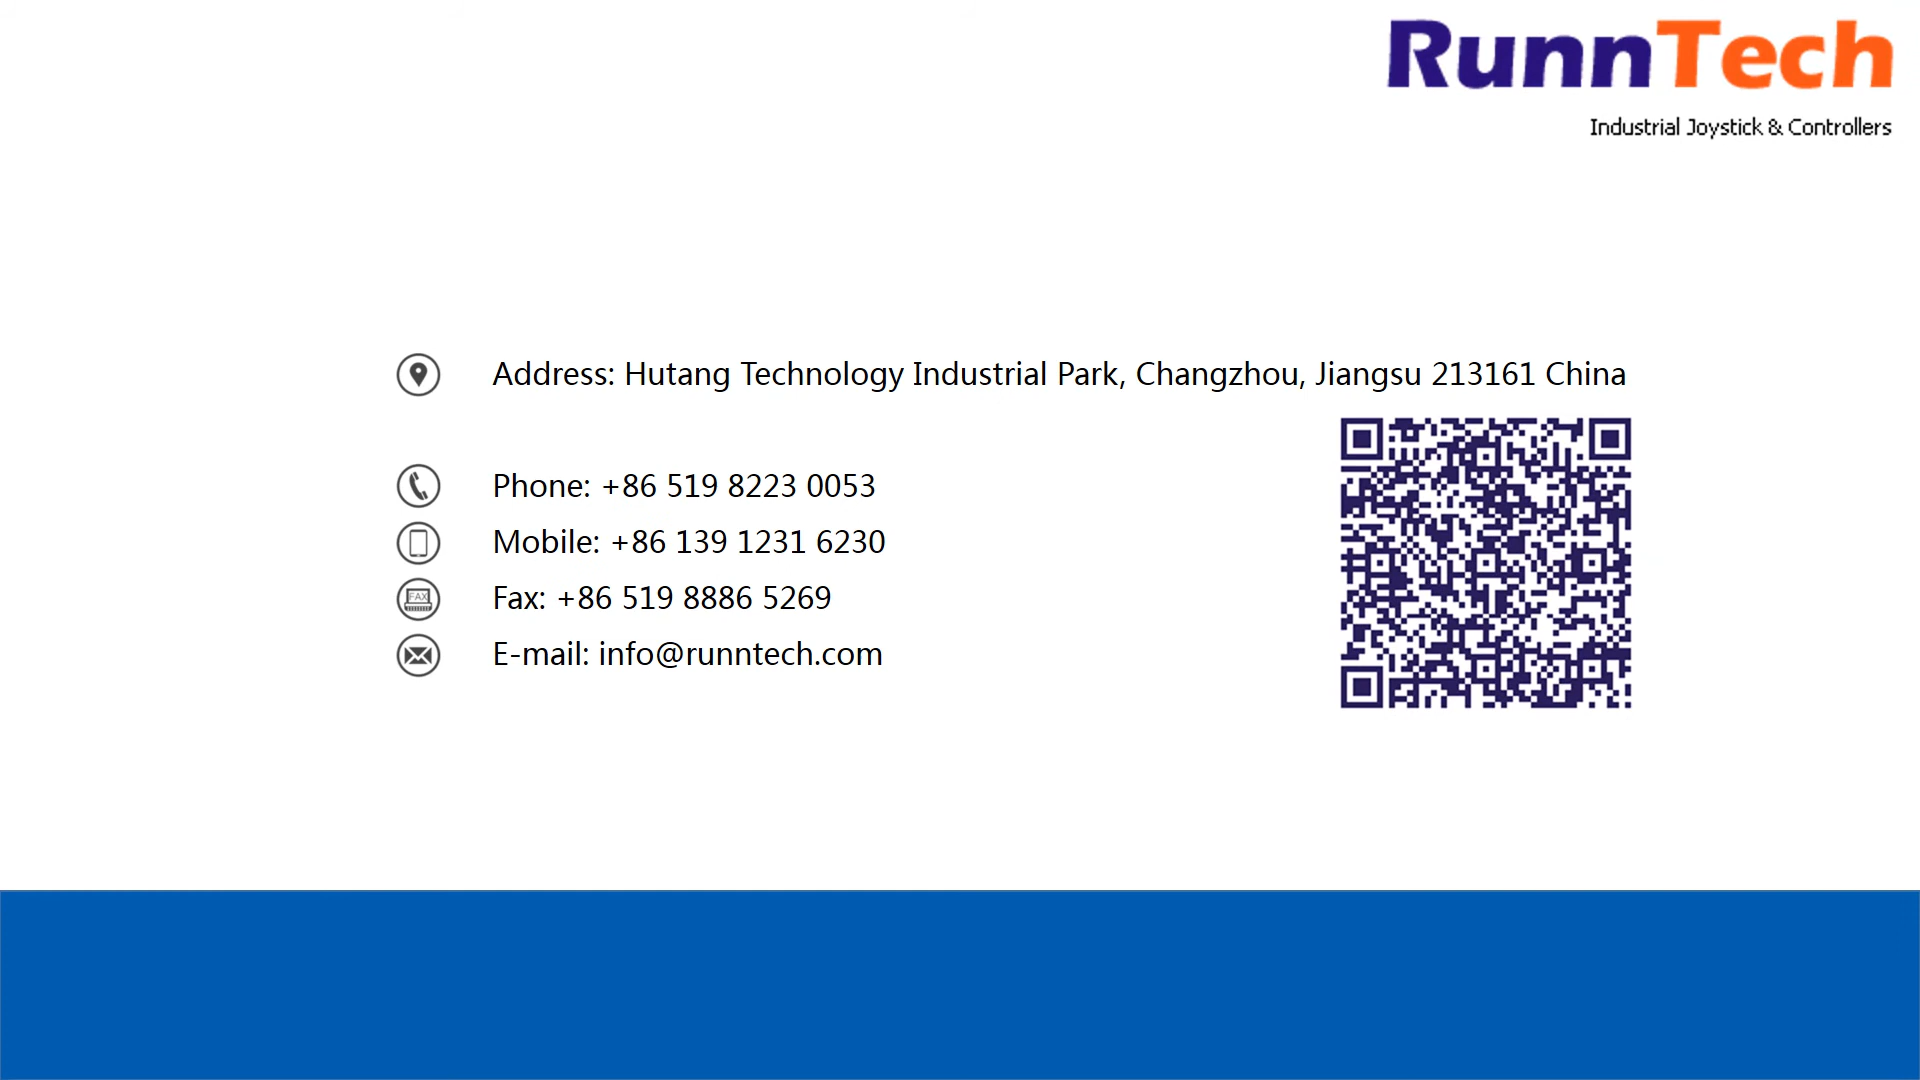 RunnTech
Industrial Joystick & Controllers
Address: Hutang Technology Industrial Park, Changzhou, Jiangsu 213161 China
Phone: +86 519 8223 0053
Mobile: +86 139 1231 6230
FAX
Fax: +86 519 8886 5269
E-mail: info@runntech.com